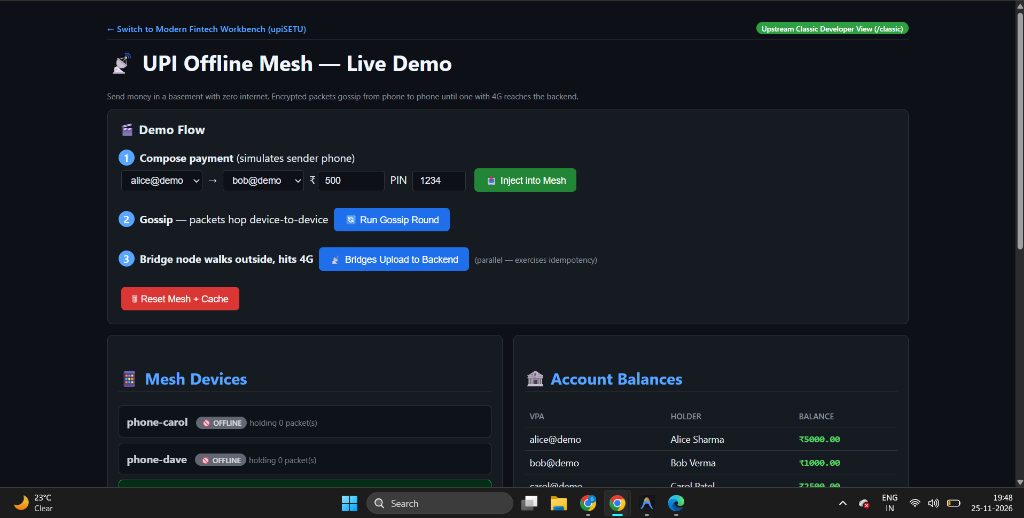 ← Switch to Modern Fintech Workbench (upiSETU)
Upstream Classic Developer View (/classic)
UPI Offline Mesh — Live Demo
Send money in a basement with zero internet. Encrypted packets gossip from phone to phone until one with 4G reaches the backend.
Demo Flow
1 Compose payment (simulates sender phone)
alice@demo → bob@demo ₹ 500 PIN 1234 Inject into Mesh
2 Gossip — packets hop device-to-device Run Gossip Round
3 Bridge node walks outside, hits 4G Bridges Upload to Backend (parallel — exercises idempotency)
Reset Mesh + Cache
Mesh Devices
phone-carol OFFLINE holding 0 packet(s)
phone-dave OFFLINE holding 0 packet(s)
Account Balances
VPA HOLDER BALANCE
alice@demo Alice Sharma ₹5000.00
bob@demo Bob Verma ₹1000.00
carol@demo Carol Patel ₹2500.00
23°C
Clear
Search
ENG
IN
19:48
25-11-2026